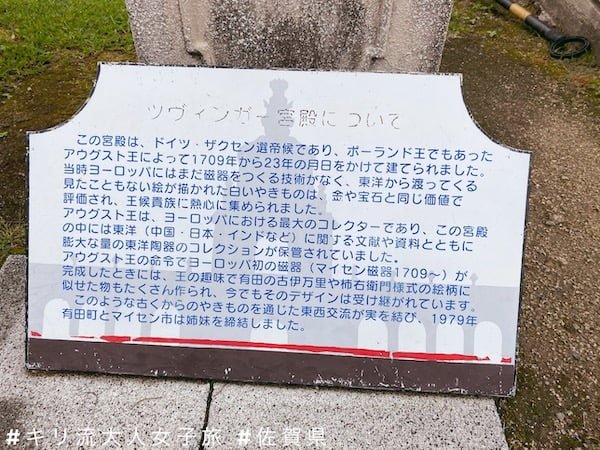 ツヴィンガー宮殿について
この宮殿は、ドイツ・ザクセン選帝候であり、ポーランド王でもあった
アウグスト王によって1709年から23年の月日をかけて建てられました。
当時ヨーロッパにはまだ磁器をつくる技術がなく、東洋から渡ってくる
見たこともない絵が描かれた白いやきものは、金や宝石と同じ価値で
評価され、王候貴族に熱心に集められました。
アウグスト王は、ヨーロッパにおける最大のコレクターであり、この宮殿
の中には東洋（中国・日本・インドなど）に関する文献や資料とともに
膨大な量の東洋陶器のコレクションが保管されていました。
アウグスト王の命令でヨーロッパ初の磁器（マイセン磁器1709〜）が
完成したときには、王の趣味で有田の古伊万里や柿右衛門様式の絵柄に
似せた物もたくさん作られ、今でもそのデザインは受け継がれています。
このような古くからのやきものを通じた東西交流が実を結び、1979年
有田町とマイセン市は姉妹を締結しました。
#キリ流大人女子旅 #佐賀県